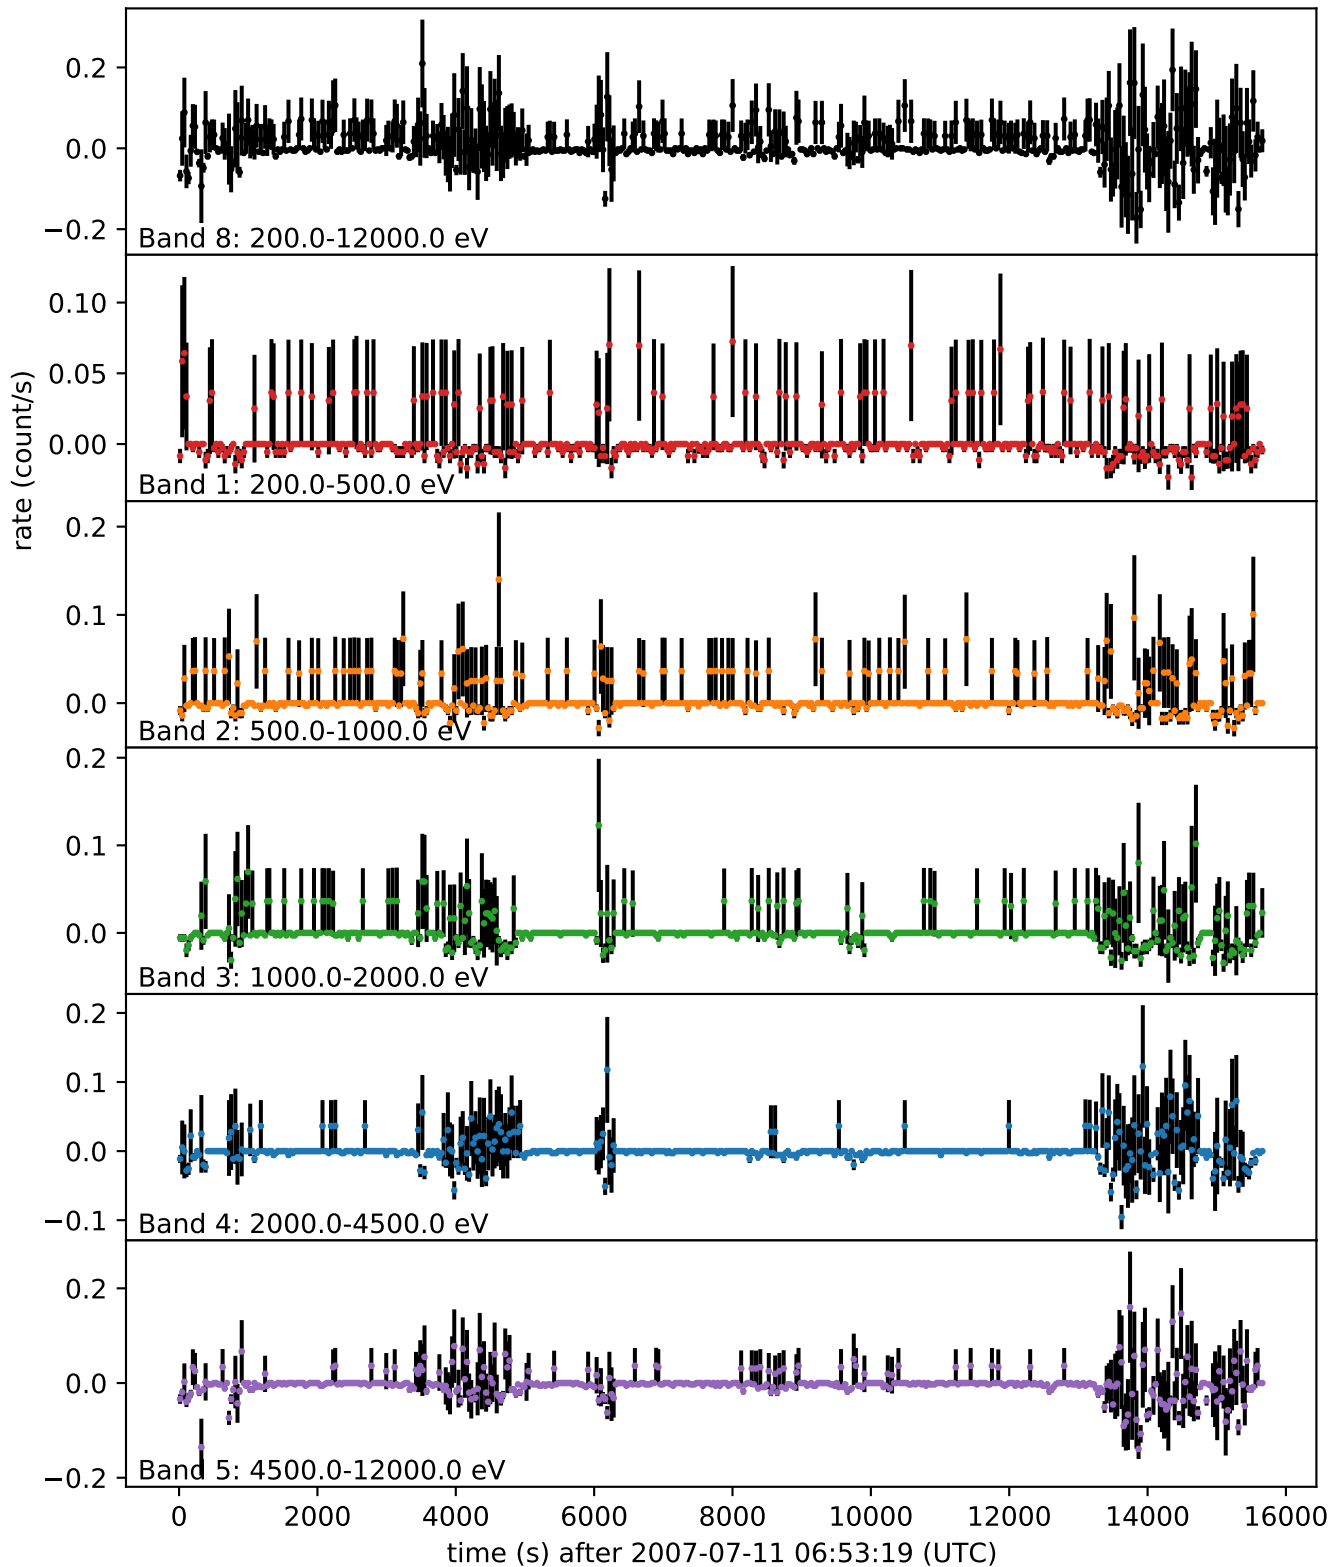 0.2
0.0
−0.2
Band 8: 200.0-12000.0 eV
0.10
0.05
0.00
Band 1: 200.0-500.0 eV
rate (count/s)
0.2
0.1
0.0
Band 2: 500.0-1000.0 eV
0.2
0.1
0.0
Band 3: 1000.0-2000.0 eV
0.2
0.1
0.0
−0.1
Band 4: 2000.0-4500.0 eV
0.2
0.0
−0.2
Band 5: 4500.0-12000.0 eV
0 2000 4000 6000 8000 10000 12000 14000 16000
time (s) after 2007-07-11 06:53:19 (UTC)